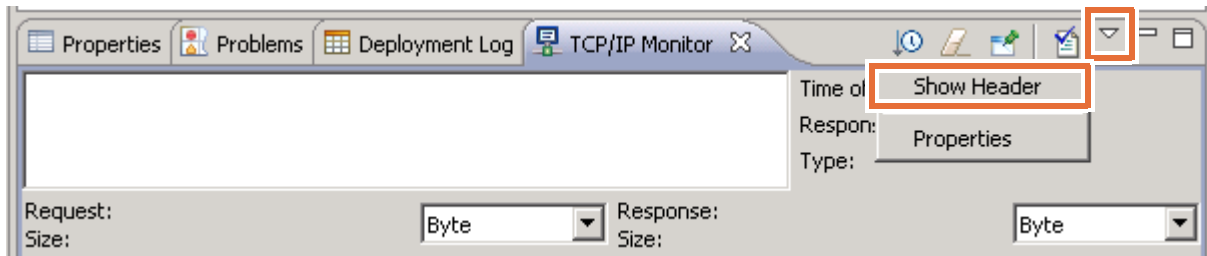 Properties Problems Deployment Log TCP/IP Monitor
Show Header
Time of
Properties
Respon
Type:
Request:
Byte
Response:
Byte
Size:
Size: